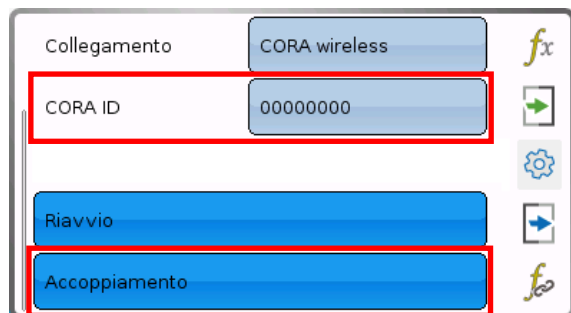 Collegamento CORA wireless
CORA ID 00000000
Riavvio
Accoppiamento